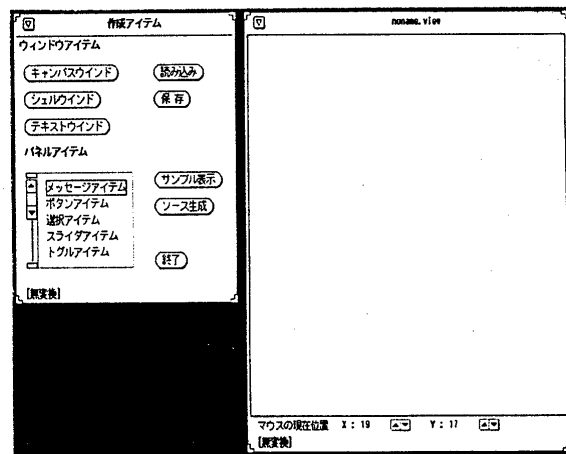 作成アイテム
ウィンドウアイテム
キャンバスウインド
読み込み
シェルウインド
保存
テキストウインド
パネルアイテム
メッセージアイテム
ボタンアイテム
選択アイテム
スライダアイテム
トグルアイテム
サンプル表示
ソース生成
終了
[無変換]
noname.view
マウスの現在位置 X : 19 Y : 17
[無変換]